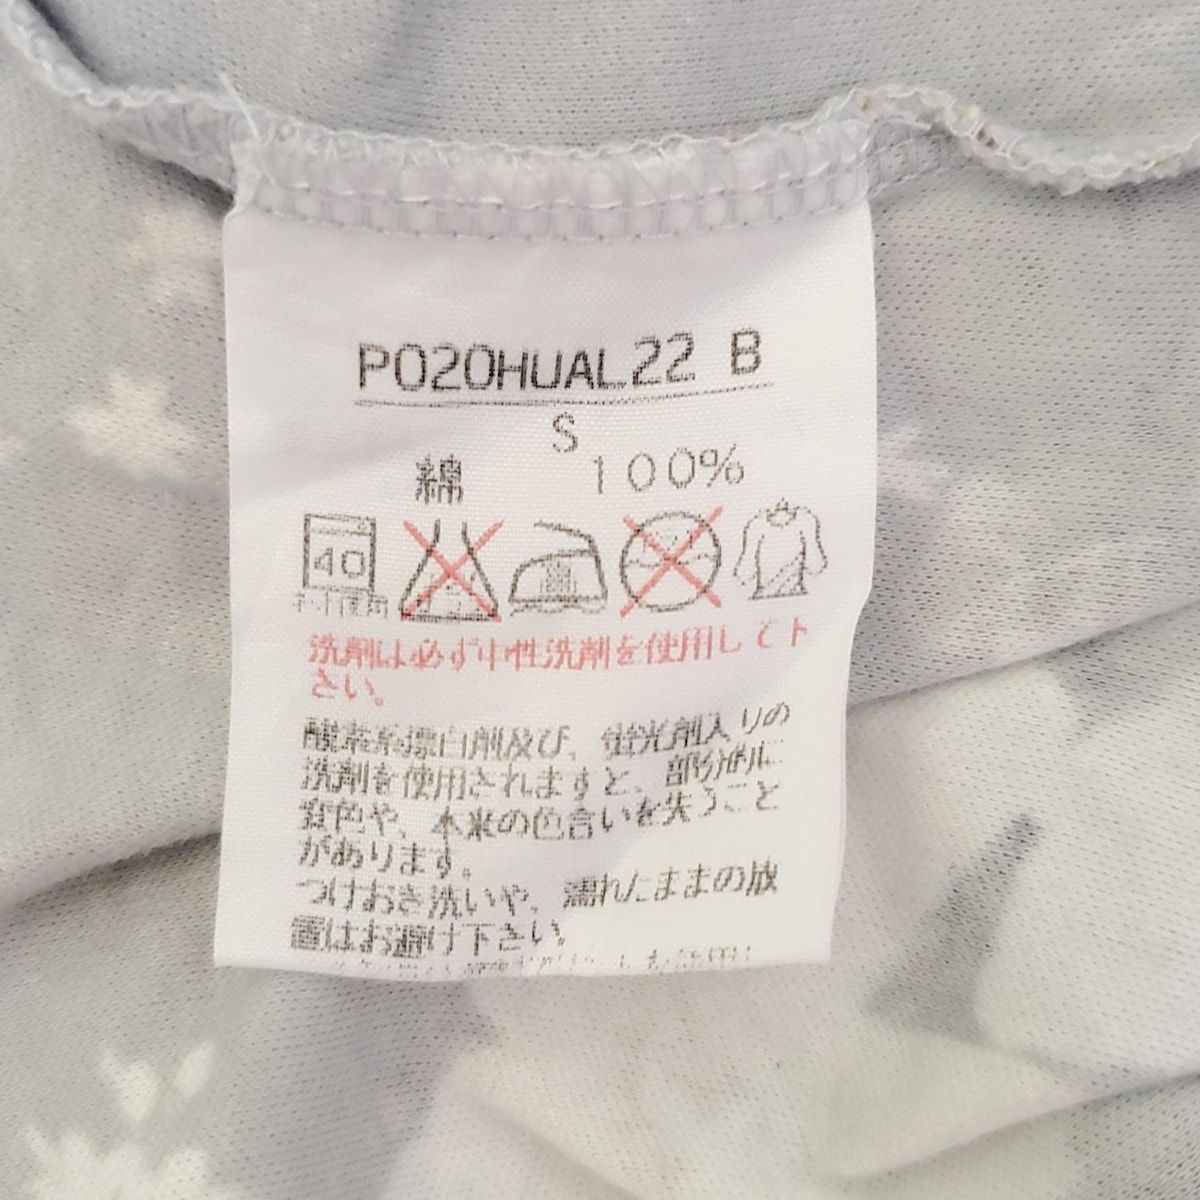 P020HUAL22 B
S
綿 100%
40
ネット使用
洗剤は必ず中性洗剤を使用して下
さい。
酸素系漂白剤及び、蛍光剤入りの
洗剤を使用されますと、部分的に
変色や、本来の色合いを失うこと
があります。
つけおき洗いや、濡れたままの放
置はお避け下さい。